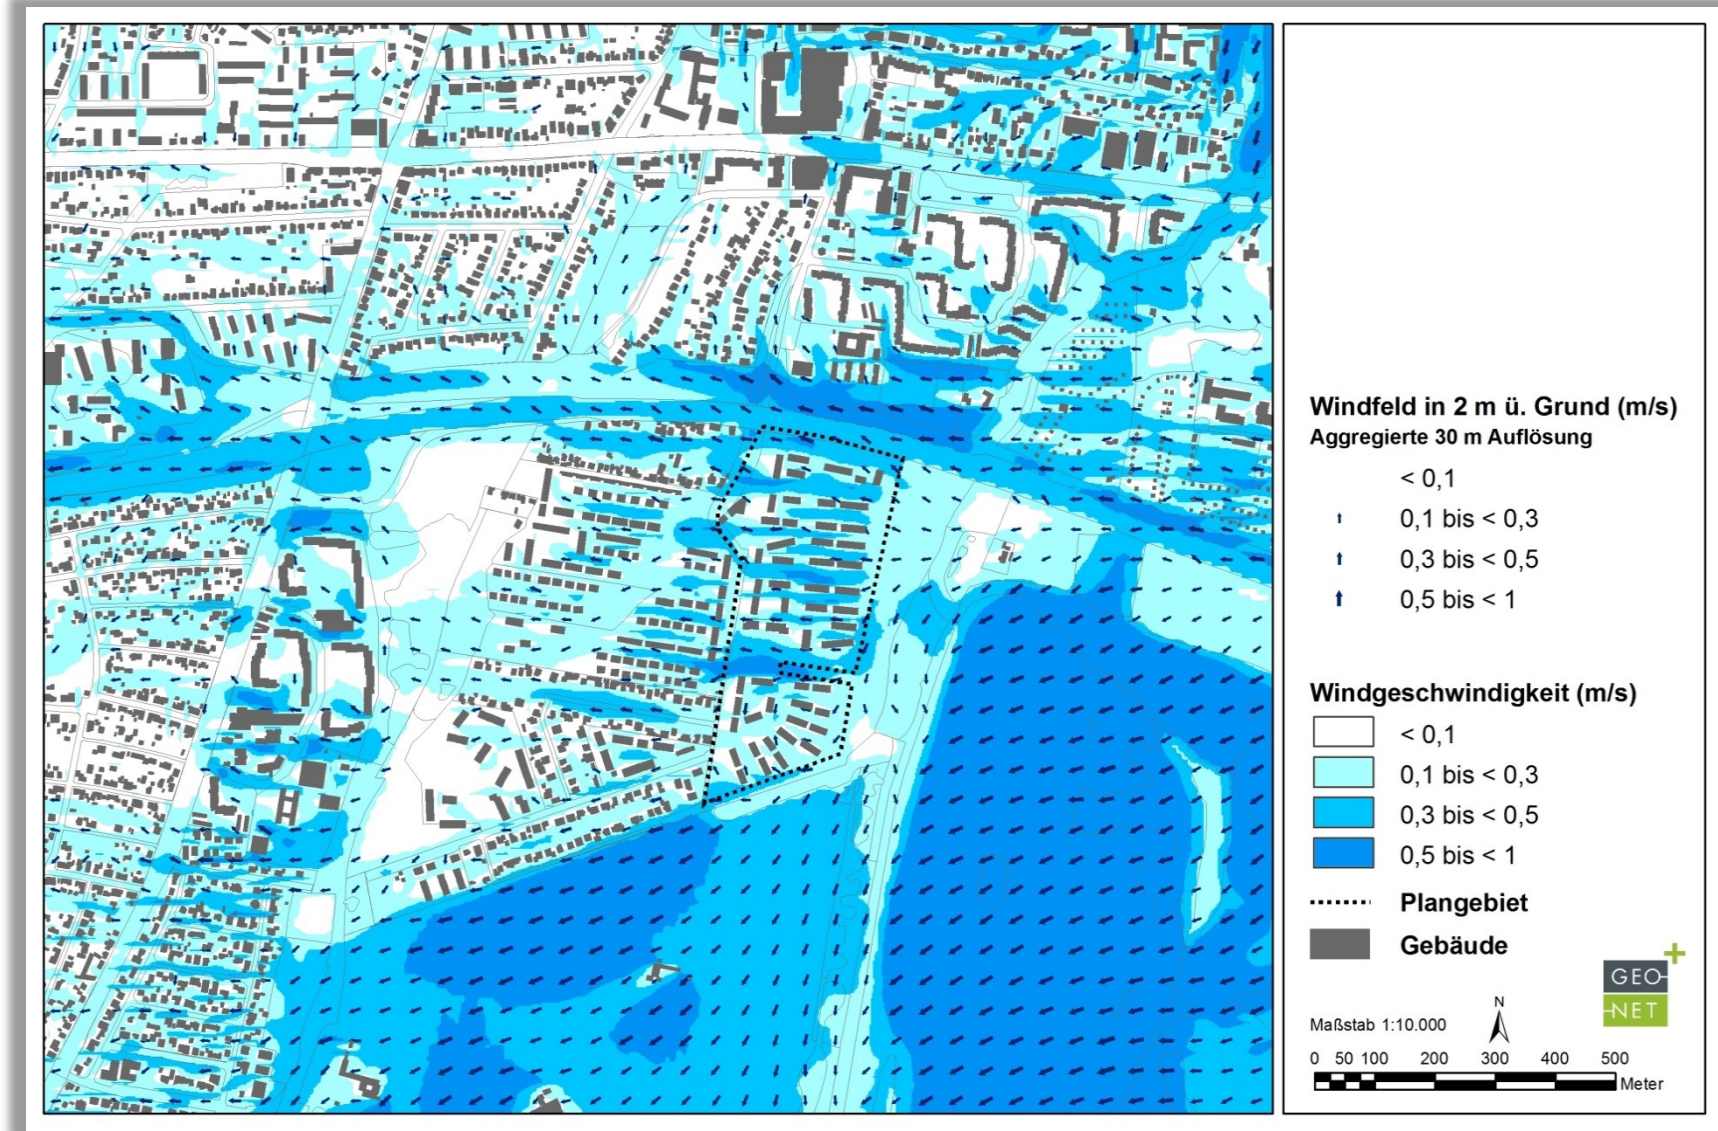 Windfeld in 2 m ü. Grund (m/s)
Aggregierte 30 m Auflösung
< 0,1
0,1 bis < 0,3
0,3 bis < 0,5
0,5 bis < 1
Windgeschwindigkeit (m/s)
< 0,1
0,1 bis < 0,3
0,3 bis < 0,5
0,5 bis < 1
Plangebiet
Gebäude
GEO
NET
Maßstab 1:10.000
N
0 50 100 200 300 400 500
Meter